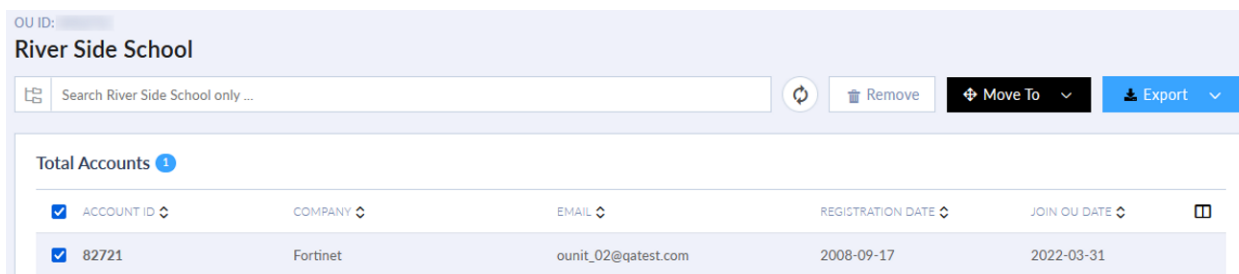 OU ID:
River Side School
Search River Side School only ... Remove Move To Export
Total Accounts 1
ACCOUNT ID COMPANY EMAIL REGISTRATION DATE JOIN OU DATE
82721 Fortinet ounit_02@qatest.com 2008-09-17 2022-03-31